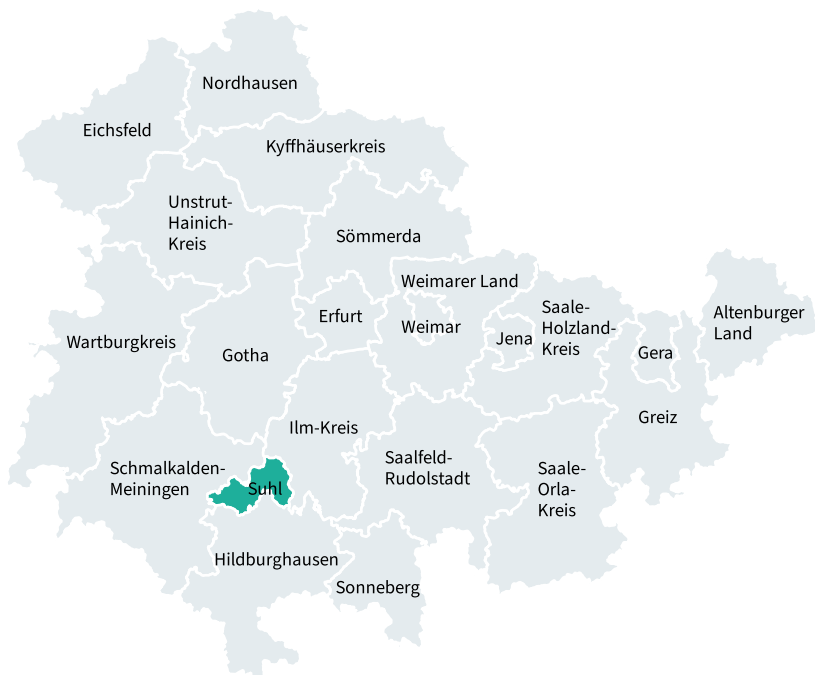 Nordhausen
Eichsfeld
Kyffhäuserkreis
Unstrut-
Hainich-
Kreis
Sömmerda
Weimarer Land
Erfurt
Weimar
Saale-
Holzland-
Kreis
Jena
Altenburger
Land
Wartburgkreis
Gotha
Gera
Greiz
Ilm-Kreis
Schmalkalden-
Meiningen
Suhl
Saalfeld-
Rudolstadt
Saale-
Orla-
Kreis
Hildburghausen
Sonneberg